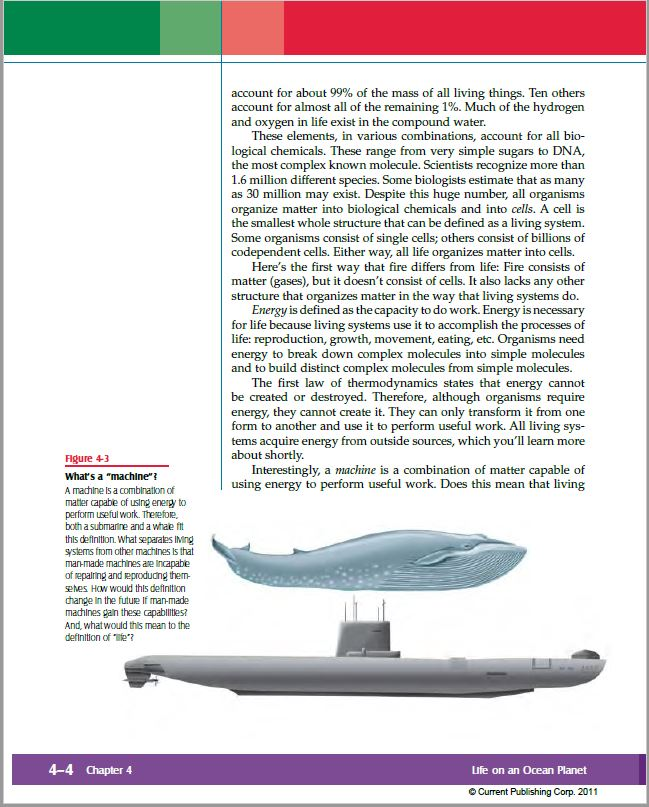 account for about 99% of the mass of all living things. Ten others
account for almost all of the remaining 1%. Much of the hydrogen
and oxygen in life exist in the compound water.
These elements, in various combinations, account for all bio-
logical chemicals. These range from very simple sugars to DNA,
the most complex known molecule. Scientists recognize more than
1.6 million different species. Some biologists estimate that as many
as 30 million may exist. Despite this huge number, all organisms
organize matter into biological chemicals and into cells. A cell is
the smallest whole structure that can be defined as a living system.
Some organisms consist of single cells; others consist of billions of
codependent cells. Either way, all life organizes matter into cells.
Here's the first way that fire differs from life: Fire consists of
matter (gases), but it doesn't consist of cells. It also lacks any other
structure that organizes matter in the way that living systems do.
Energy is defined as the capacity to do work. Energy is necessary
for life because living systems use it to accomplish the processes of
life: reproduction, growth, movement, eating, etc. Organisms need
energy to break down complex molecules into simple molecules
and to build distinct complex molecules from simple molecules.
The first law of thermodynamics states that energy cannot
be created or destroyed. Therefore, although organisms require
energy, they cannot create it. They can only transform it from one
form to another and use it to perform useful work. All living sys-
tems acquire energy from outside sources, which you'll learn more
about shortly.
Interestingly, a machine is a combination of matter capable of
using energy to perform useful work. Does this mean that living
Figure 4-3
What's a "machine"?
A machine is a combination of
matter capable of using energy to
perform useful work. Therefore,
both a submarine and a whale fit
this definition. What separates living
systems from other machines is that
man-made machines are incapable
of repairing and reproducing them-
selves. How would this definition
change in the future if man-made
machines gain these capabilities?
And, what would this mean to the
definition of "life"?
4–4 Chapter 4
Life on an Ocean Planet
© Current Publishing Corp. 2011